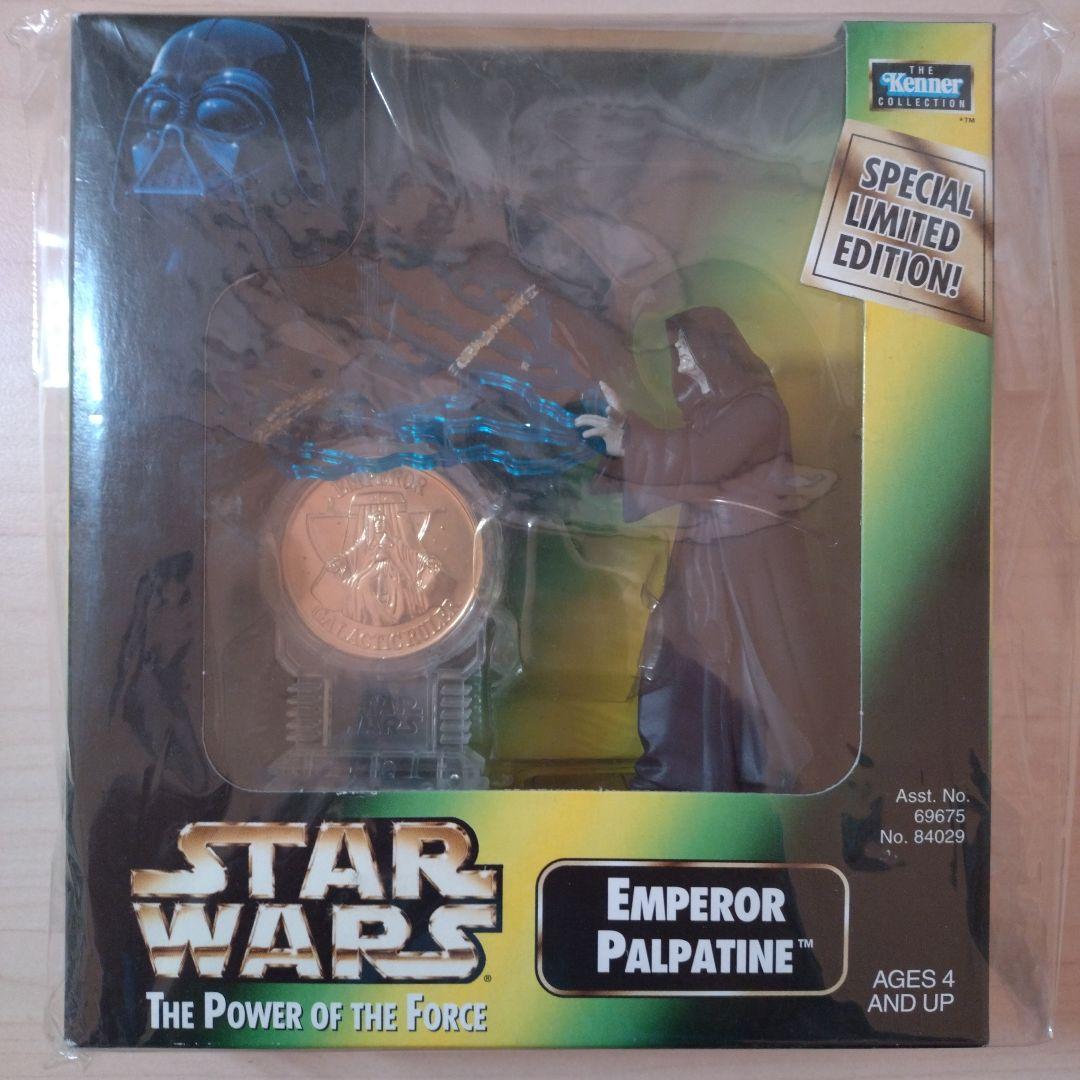 THE
Kenner
COLLECTION
*™
SPECIAL
LIMITED
EDITION!
EMPEROR
GALACTIC RULER
STAR
WARS
Asst. No.
69675
No. 84029
STAR
WARS
®
THE POWER OF THE FORCE
EMPEROR
PALPATINE™
AGES 4
AND UP